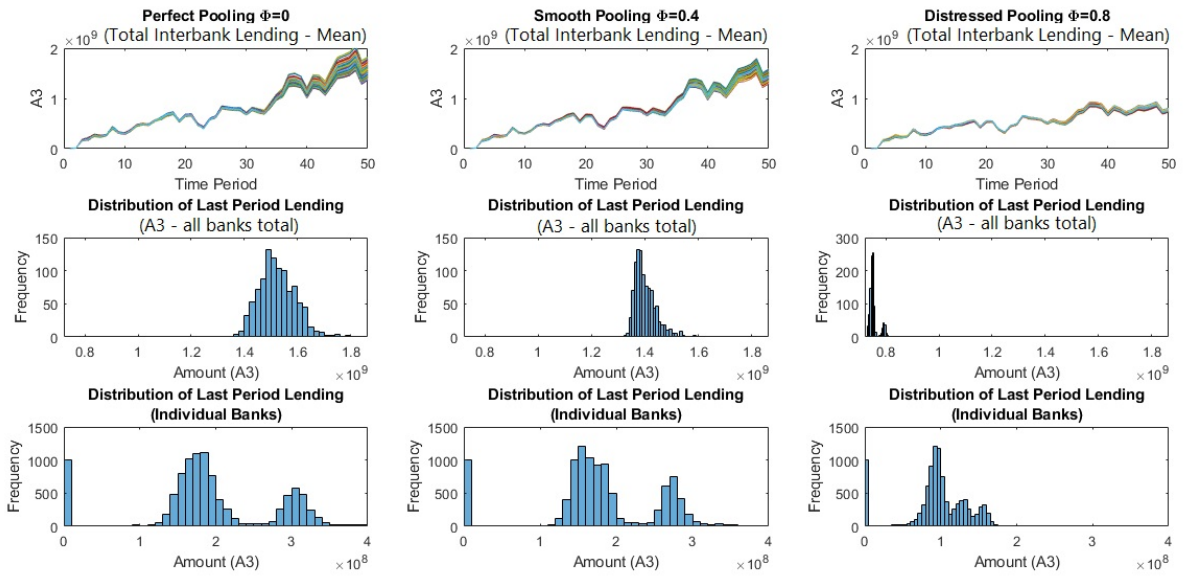 Perfect Pooling Φ=0
×10⁹ (Total Interbank Lending - Mean)
2
1
0
A3
0 10 20 30 40 50
Time Period
Smooth Pooling Φ=0.4
×10⁹ (Total Interbank Lending - Mean)
2
1
0
A3
0 10 20 30 40 50
Time Period
Distressed Pooling Φ=0.8
×10⁹ (Total Interbank Lending - Mean)
2
1
0
A3
0 10 20 30 40 50
Time Period
Distribution of Last Period Lending
(A3 - all banks total)
150
100
50
0
Frequency
0.8 1 1.2 1.4 1.6 1.8
Amount (A3) ×10⁹
Distribution of Last Period Lending
(A3 - all banks total)
150
100
50
0
Frequency
0.8 1 1.2 1.4 1.6 1.8
Amount (A3) ×10⁹
Distribution of Last Period Lending
(A3 - all banks total)
300
200
100
0
Frequency
0.8 1 1.2 1.4 1.6 1.8
Amount (A3) ×10⁹
Distribution of Last Period Lending
(Individual Banks)
1500
1000
500
0
Frequency
0 1 2 3 4
Amount (A3) ×10⁸
Distribution of Last Period Lending
(Individual Banks)
1500
1000
500
0
Frequency
0 1 2 3 4
Amount (A3) ×10⁸
Distribution of Last Period Lending
(Individual Banks)
1500
1000
500
0
Frequency
0 1 2 3 4
Amount (A3) ×10⁸